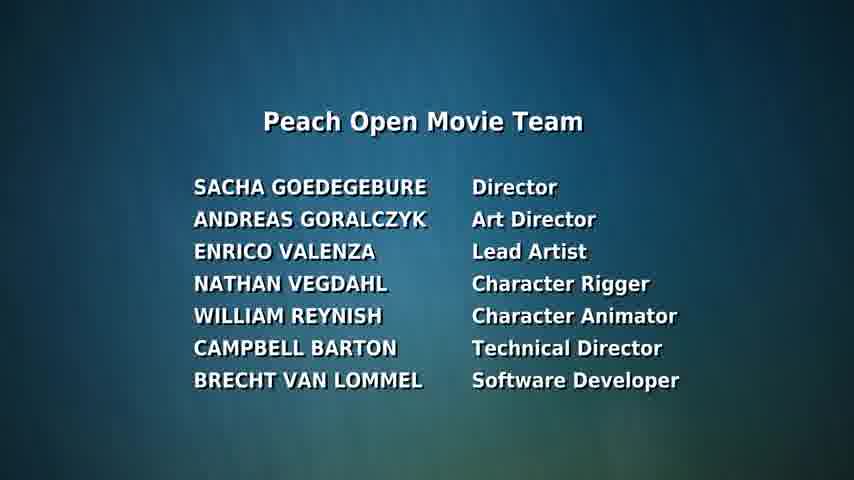 Peach Open Movie Team
SACHA GOEDEGEBURE Director
ANDREAS GORALCZYK Art Director
ENRICO VALENZA Lead Artist
NATHAN VEGDAHL Character Rigger
WILLIAM REYNISH Character Animator
CAMPBELL BARTON Technical Director
BRECHT VAN LOMMEL Software Developer